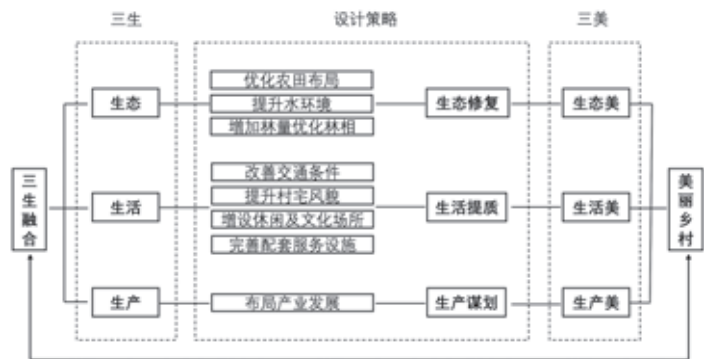 三生
设计策略
三美
优化农田布局
生态
提升水环境
生态修复
生态美
增加林量优化林相
三生融合
改善交通条件
提升村宅风貌
生活
增设休闲及文化场所
生活提质
生活美
完善配套服务设施
美丽乡村
生产
布局产业发展
生产谋划
生产美